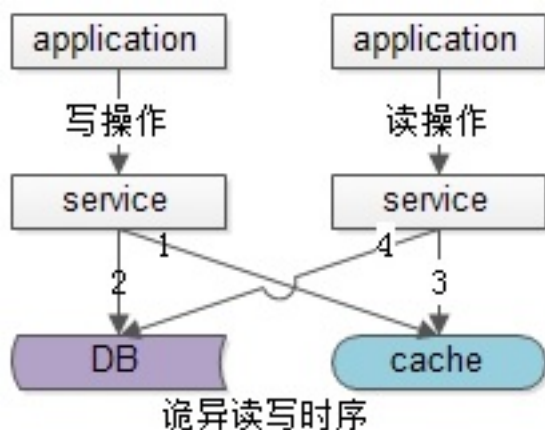 application
application
写操作
读操作
service
service
1
4
2
3
DB
cache
诡异读写时序